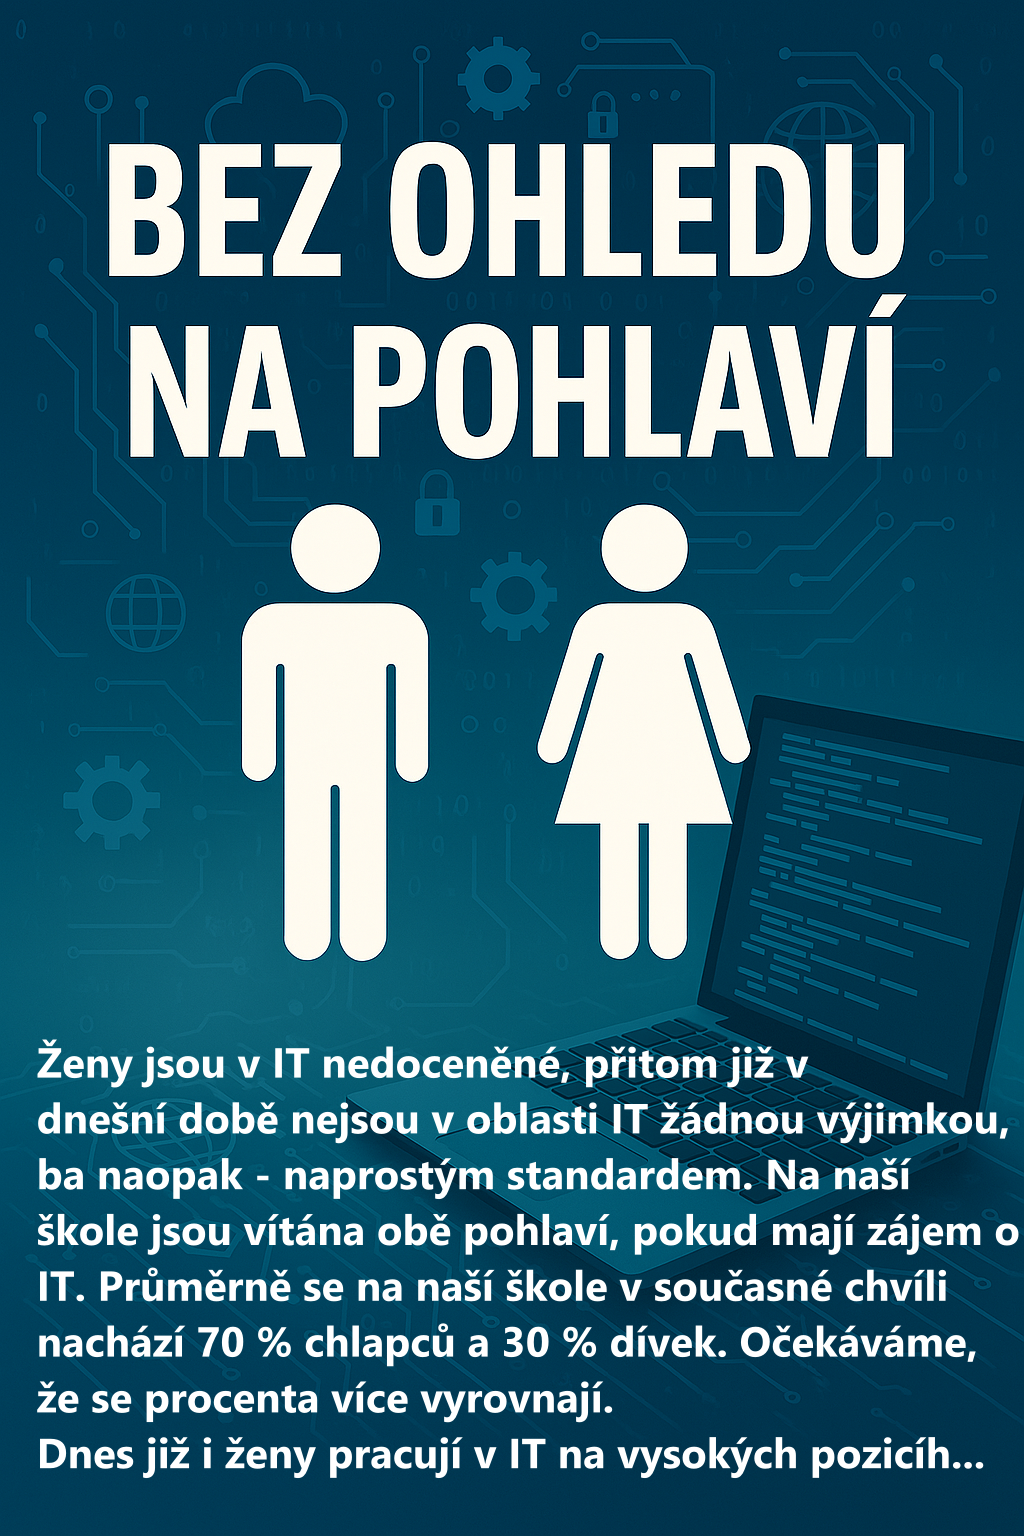 BEZ OHLEDU
NA POHLAVÍ
Ženy jsou v IT nedoceněné, přitom již v
dnešní době nejsou v oblasti IT žádnou výjimkou,
ba naopak - naprostým standardem. Na naší
škole jsou vítána obě pohlaví, pokud mají zájem o
IT. Průměrně se na naší škole v současné chvíli
nachází 70 % chlapců a 30 % dívek. Očekáváme,
že se procenta více vyrovnají.
Dnes již i ženy pracují v IT na vysokých pozicíh...